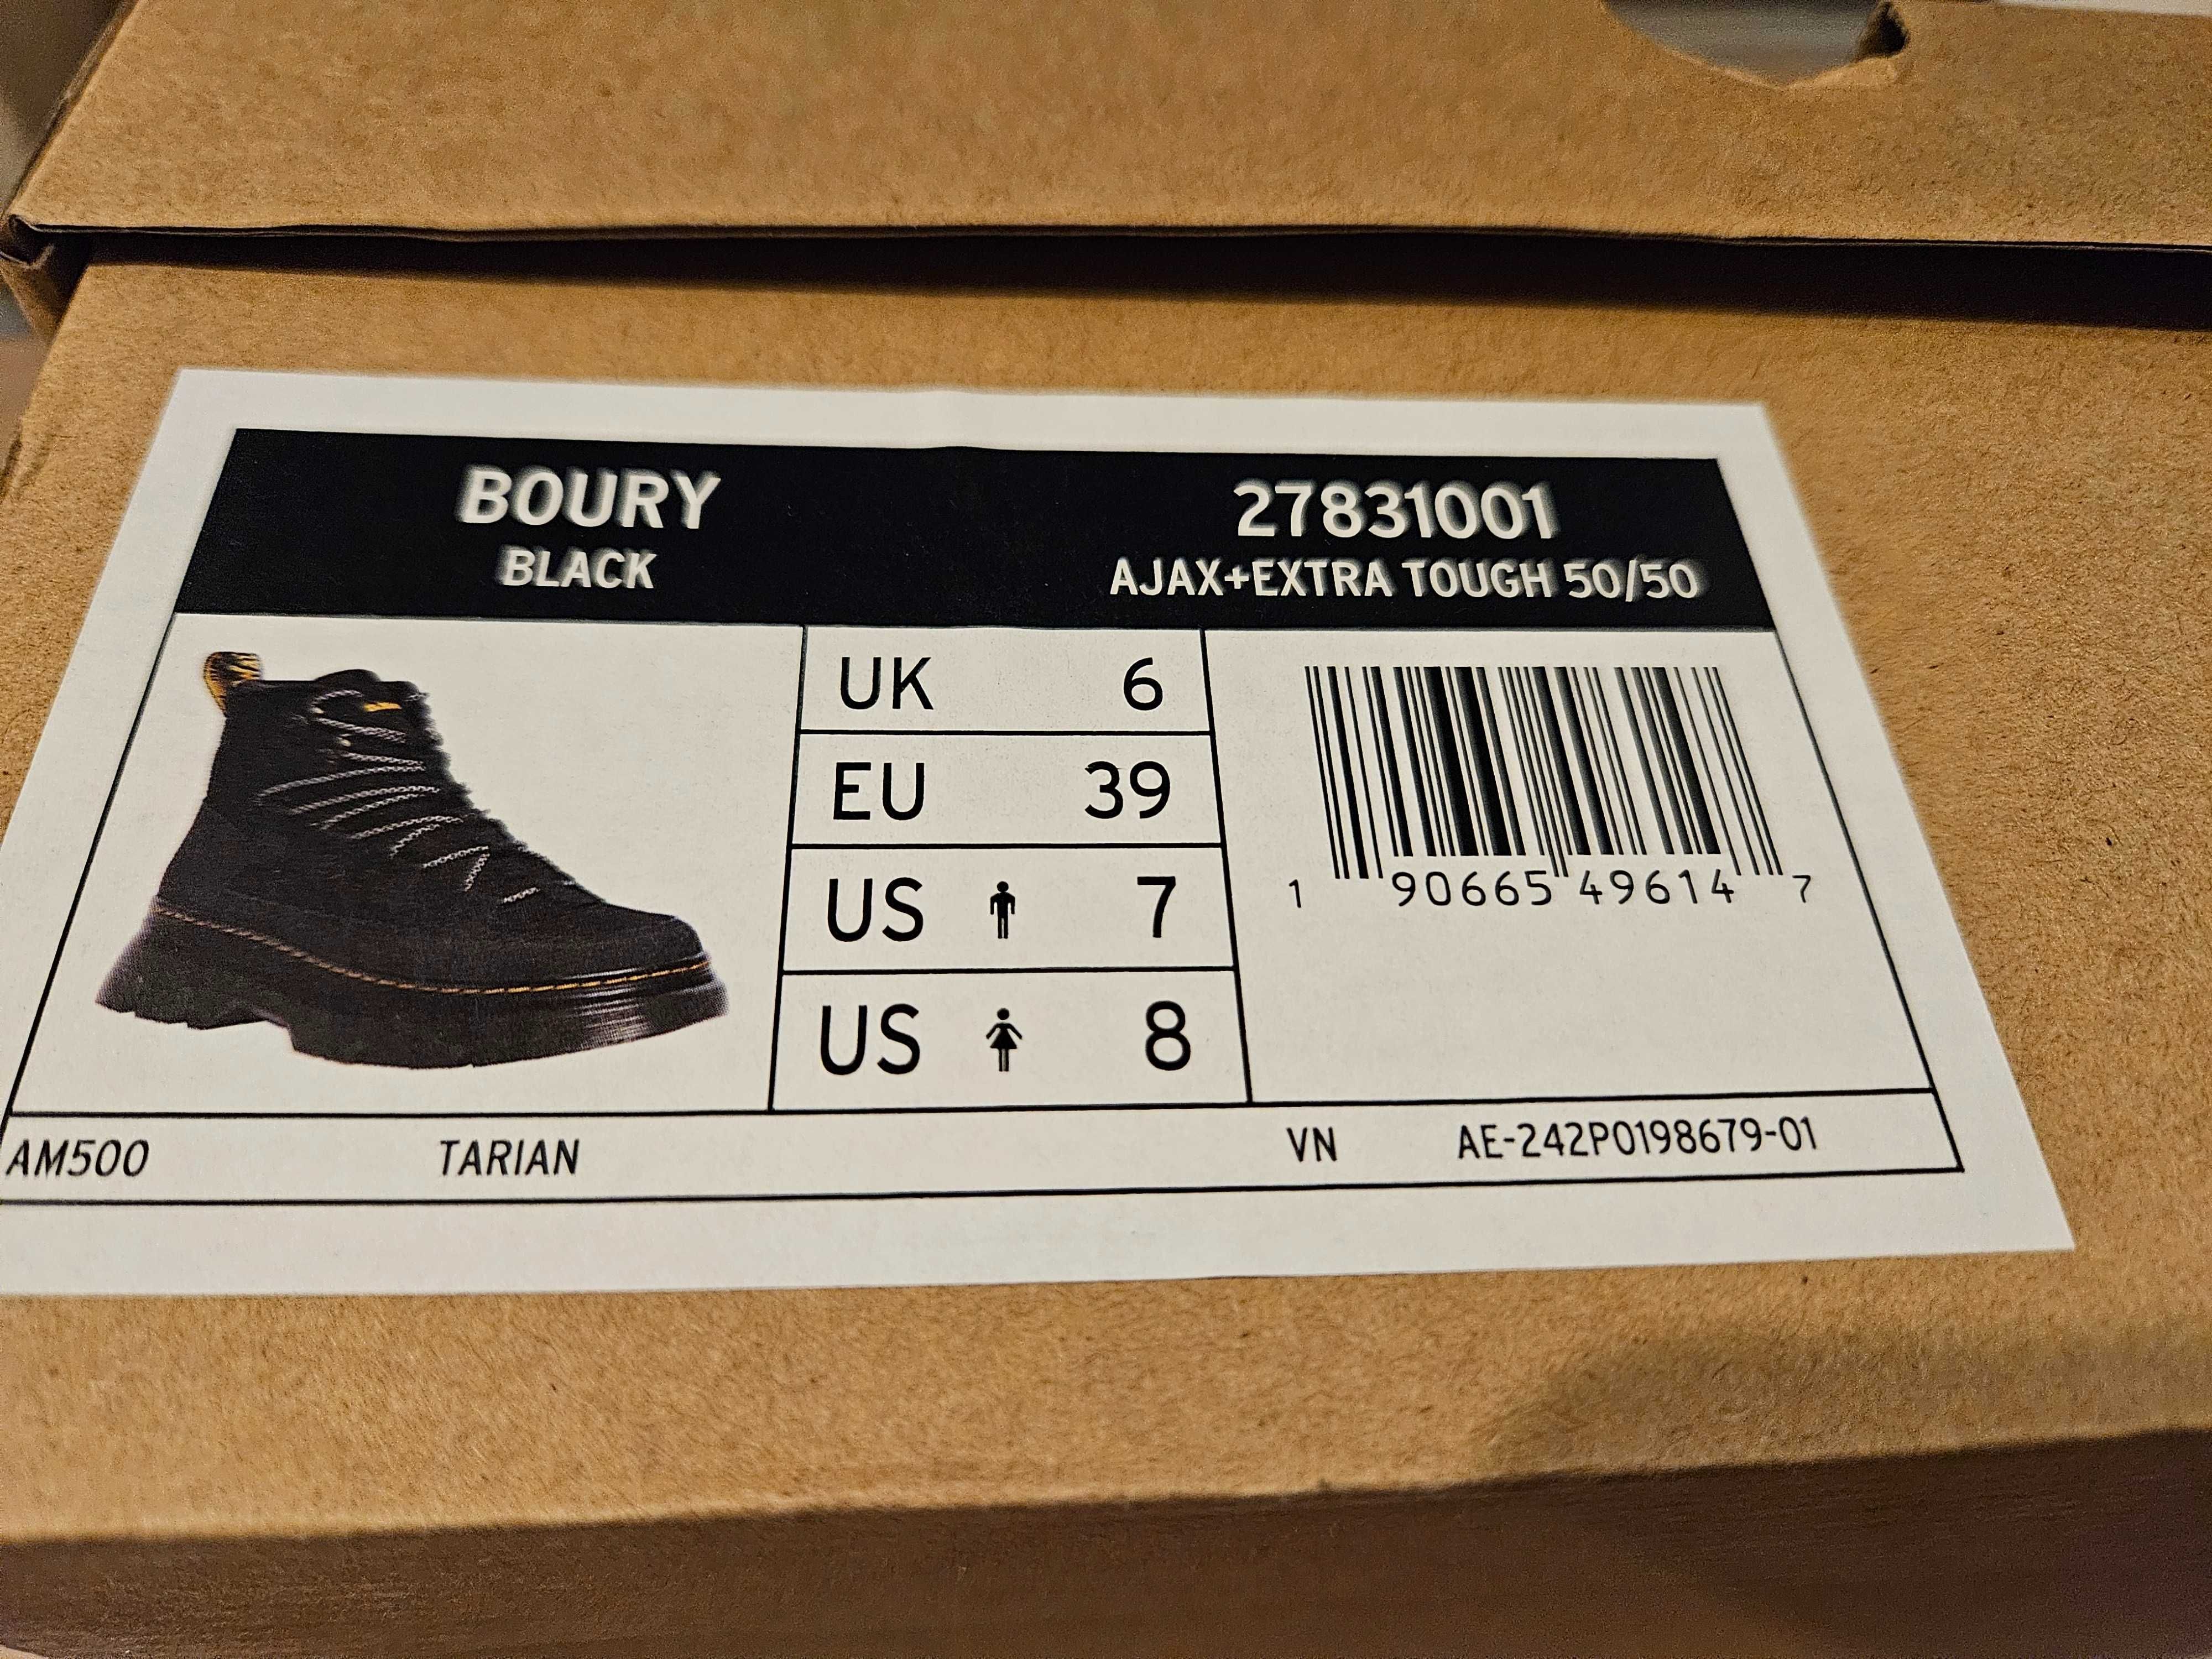 BOURY
BLACK
27831001
AJAX+EXTRA TOUGH 50/50
UK 6
EU 39
US 7
US 8
1 90665 49614 7
AM500 TARIAN VN AE-242P0198679-01